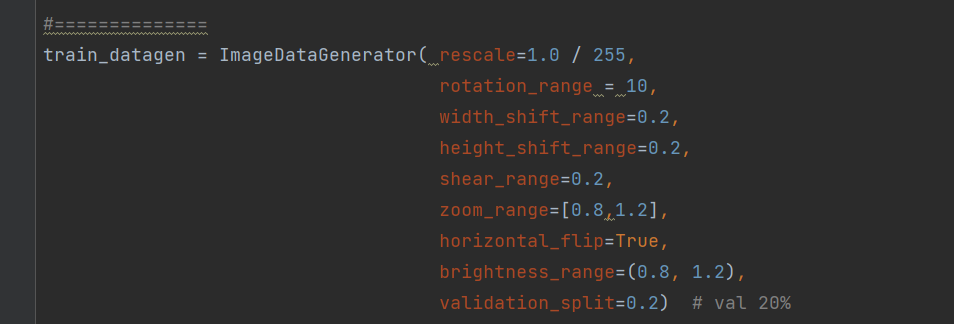 #==============
train_datagen = ImageDataGenerator( rescale=1.0 / 255,
rotation_range = 10,
width_shift_range=0.2,
height_shift_range=0.2,
shear_range=0.2,
zoom_range=[0.8,1.2],
horizontal_flip=True,
brightness_range=(0.8, 1.2),
validation_split=0.2)  # val 20%